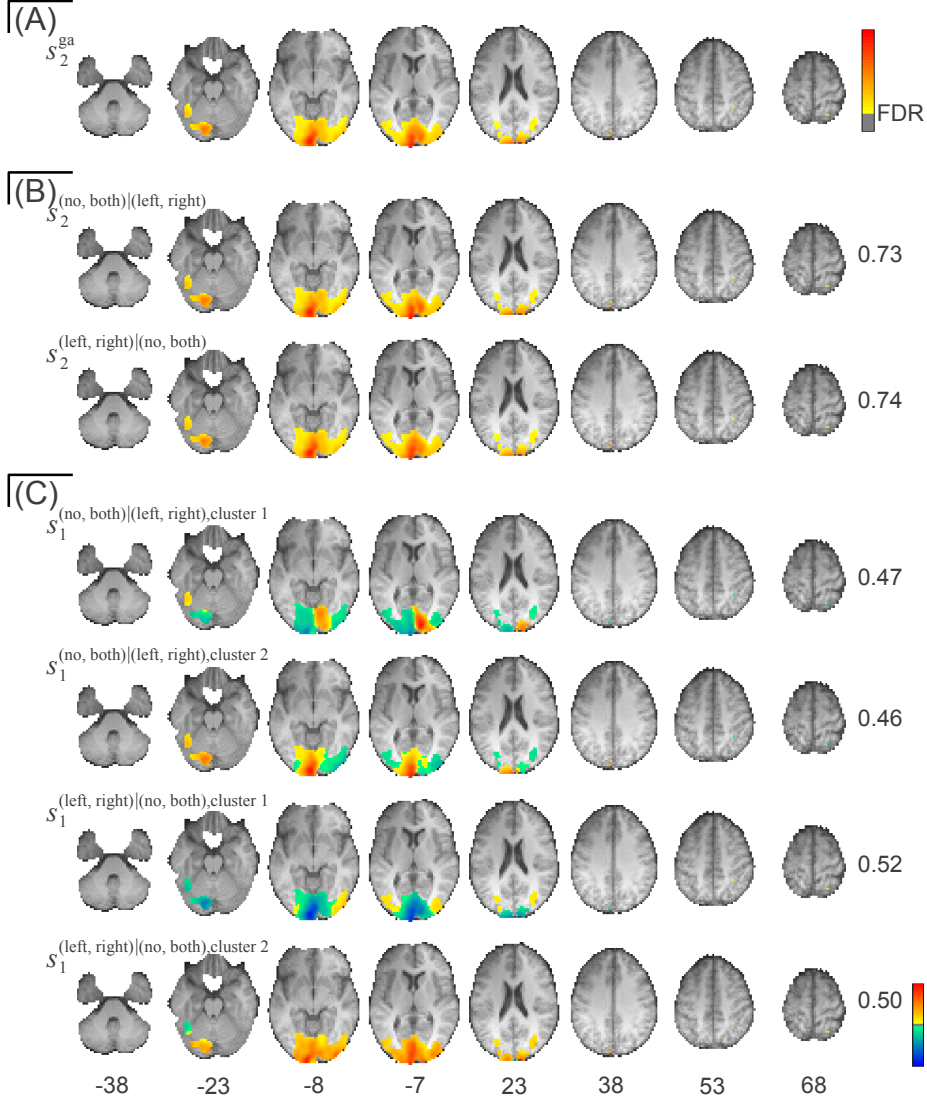 (A)
s₂^ga
FDR
(B)
s₂^(no, both)|(left, right)
0.73
s₂^(left, right)|(no, both)
0.74
(C)
s₁^(no, both)|(left, right),cluster 1
0.47
s₁^(no, both)|(left, right),cluster 2
0.46
s₁^(left, right)|(no, both),cluster 1
0.52
s₁^(left, right)|(no, both),cluster 2
0.50
-38 -23 -8 -7 23 38 53 68